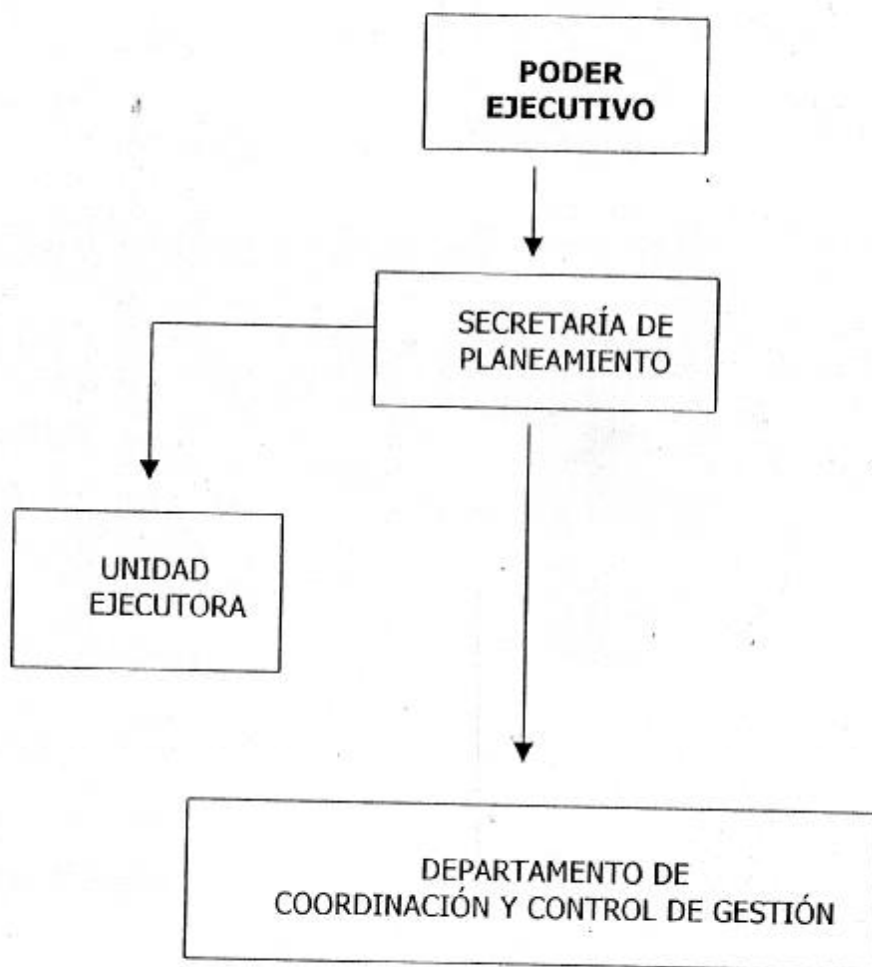 PODER
EJECUTIVO
SECRETARÍA DE
PLANEAMIENTO
UNIDAD
EJECUTORA
DEPARTAMENTO DE
COORDINACIÓN Y CONTROL DE GESTIÓN